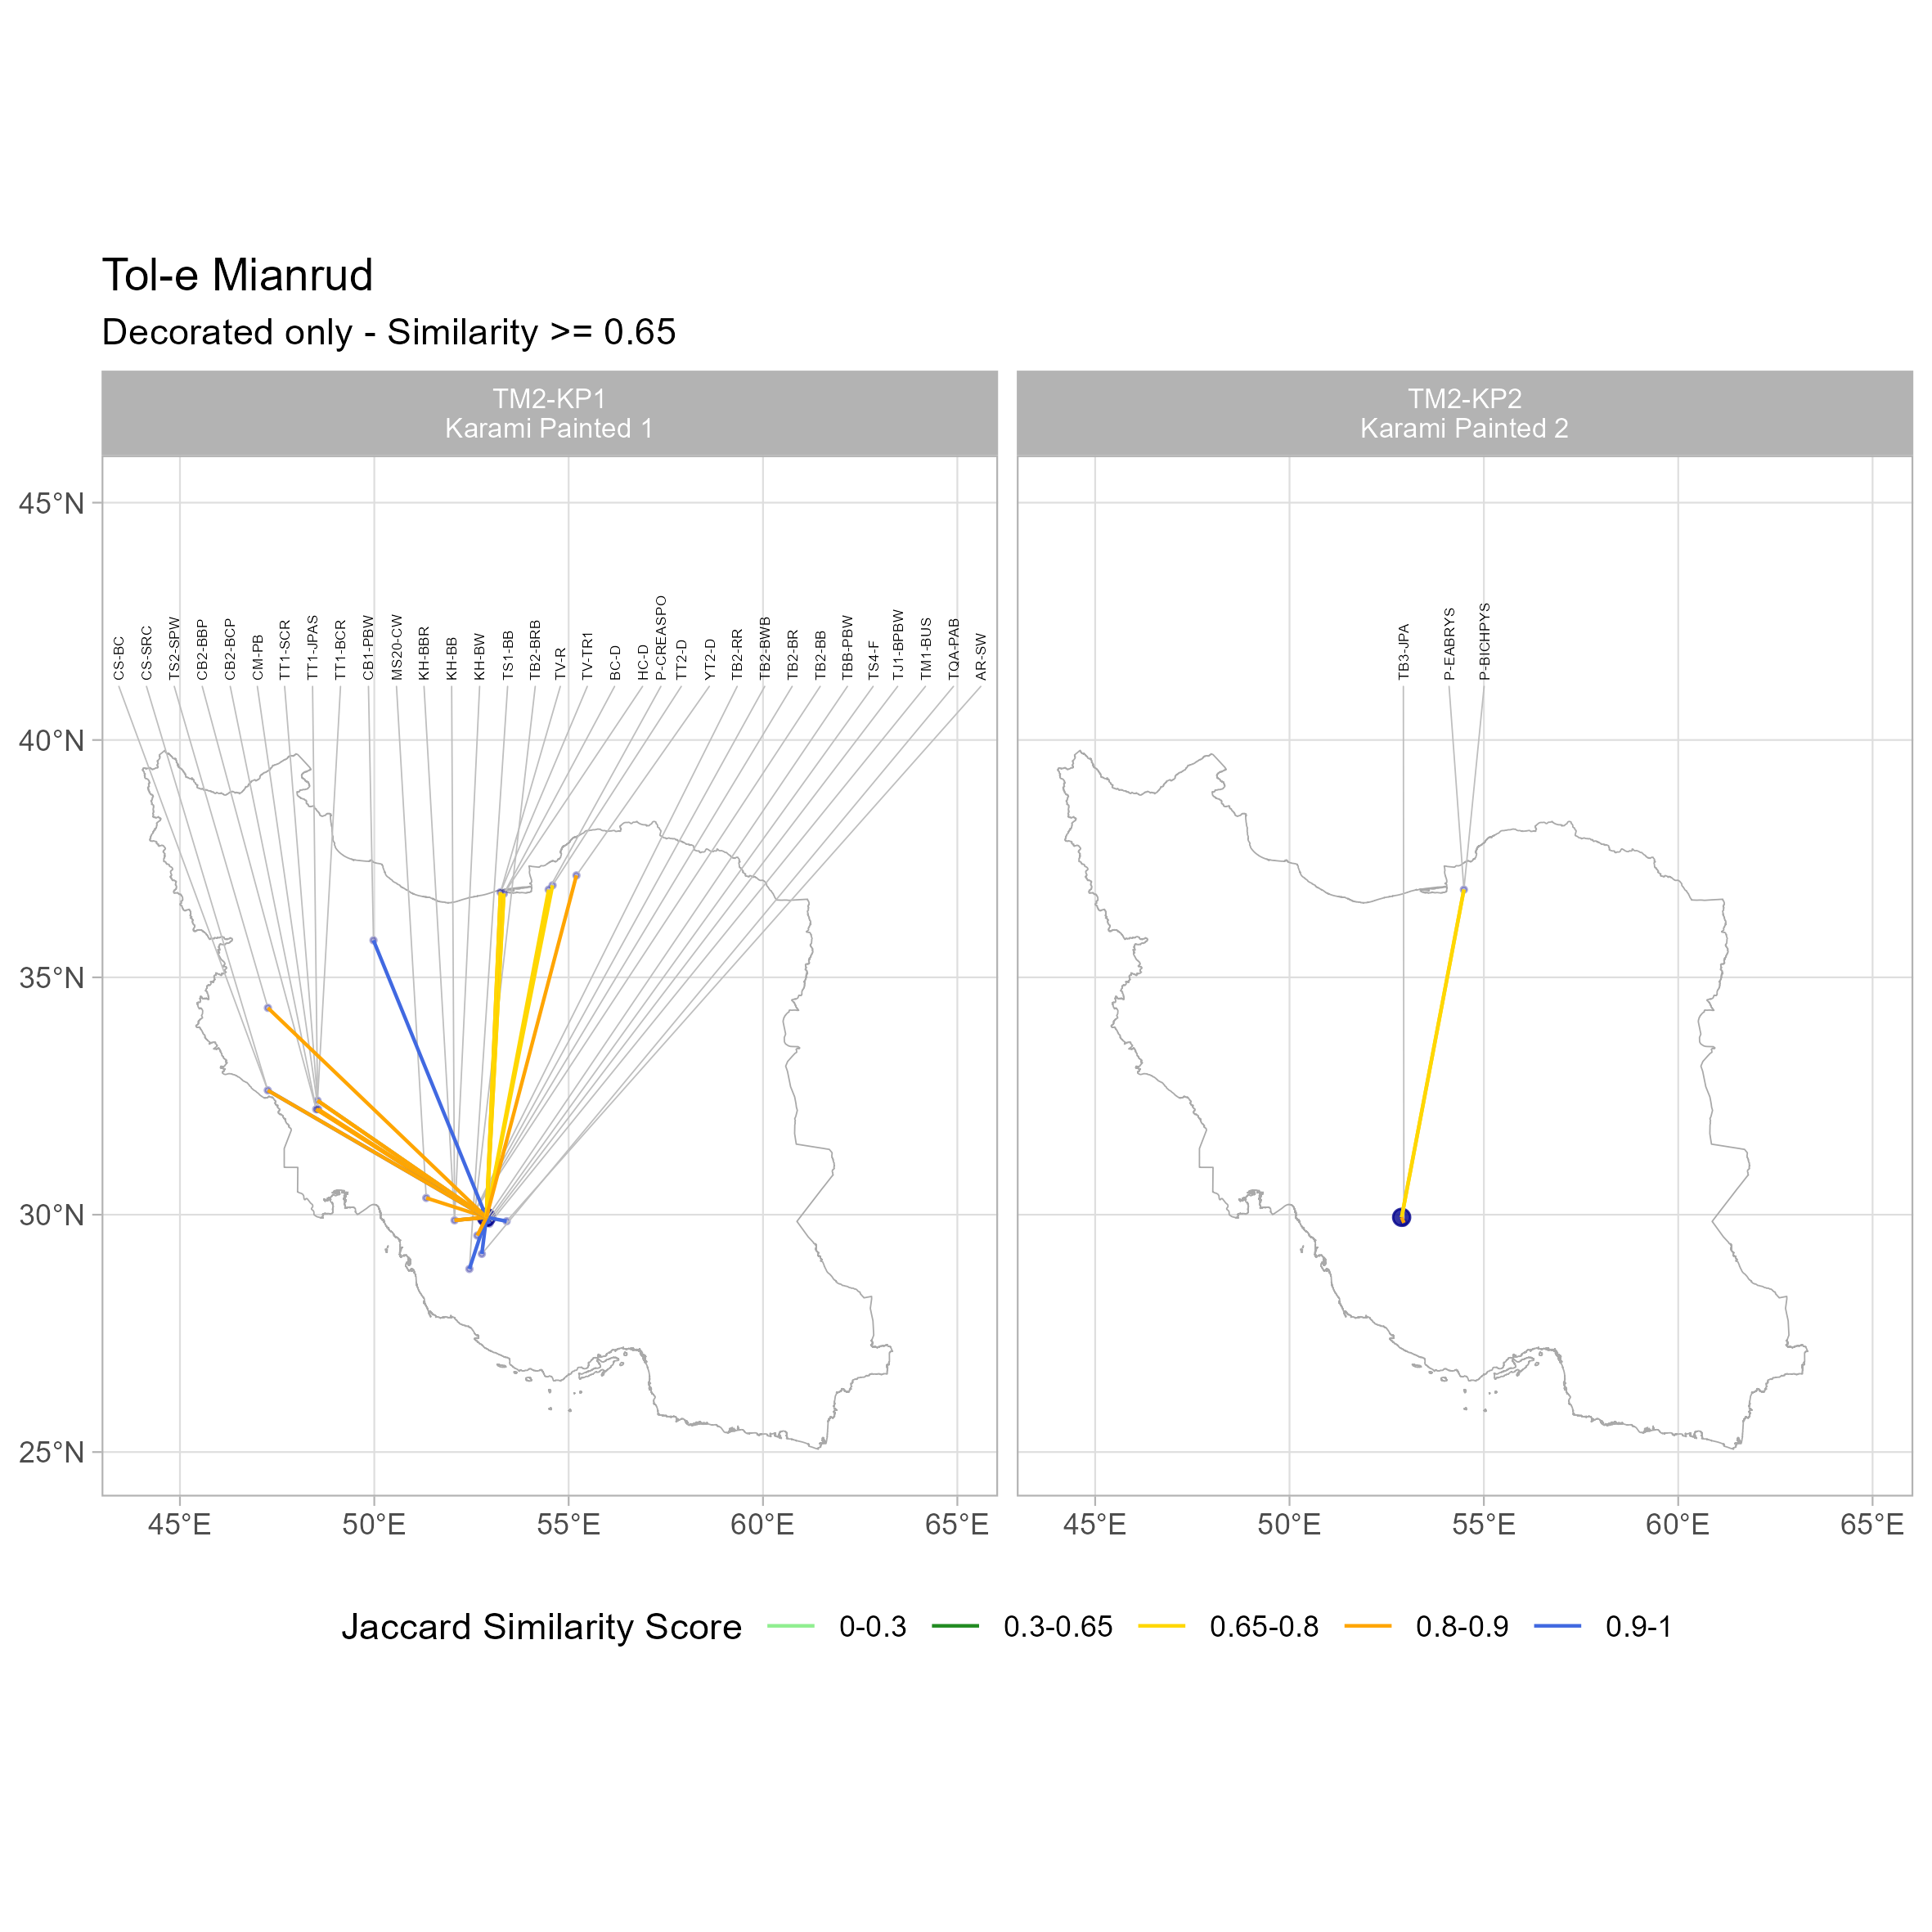 Tol-e Mianrud
Decorated only - Similarity >= 0.65
TM2-KP1
Karami Painted 1
TM2-KP2
Karami Painted 2
45°N
40°N
35°N
30°N
25°N
CS-BC
CS-SRC
TS2-SPW
CB2-BBP
CB2-BCP
CM-PB
TT1-SCR
TT1-JPAS
TT1-BCR
CB1-PBW
MS20-CW
KH-BBR
KH-BB
KH-BW
TS1-BB
TB2-BRB
TV-R
TV-TR1
BC-D
HC-D
P-CREASPO
TT2-D
YT2-D
TB2-RR
TB2-BWB
TB2-BR
TB2-BB
TBB-PBW
TS4-F
TJ1-BPBW
TM1-BUS
TQA-PAB
AR-SW
TB3-JPA
P-EABRYS
P-BICHPYS
45°E
50°E
55°E
60°E
65°E
45°E
50°E
55°E
60°E
65°E
Jaccard Similarity Score
0-0.3
0.3-0.65
0.65-0.8
0.8-0.9
0.9-1